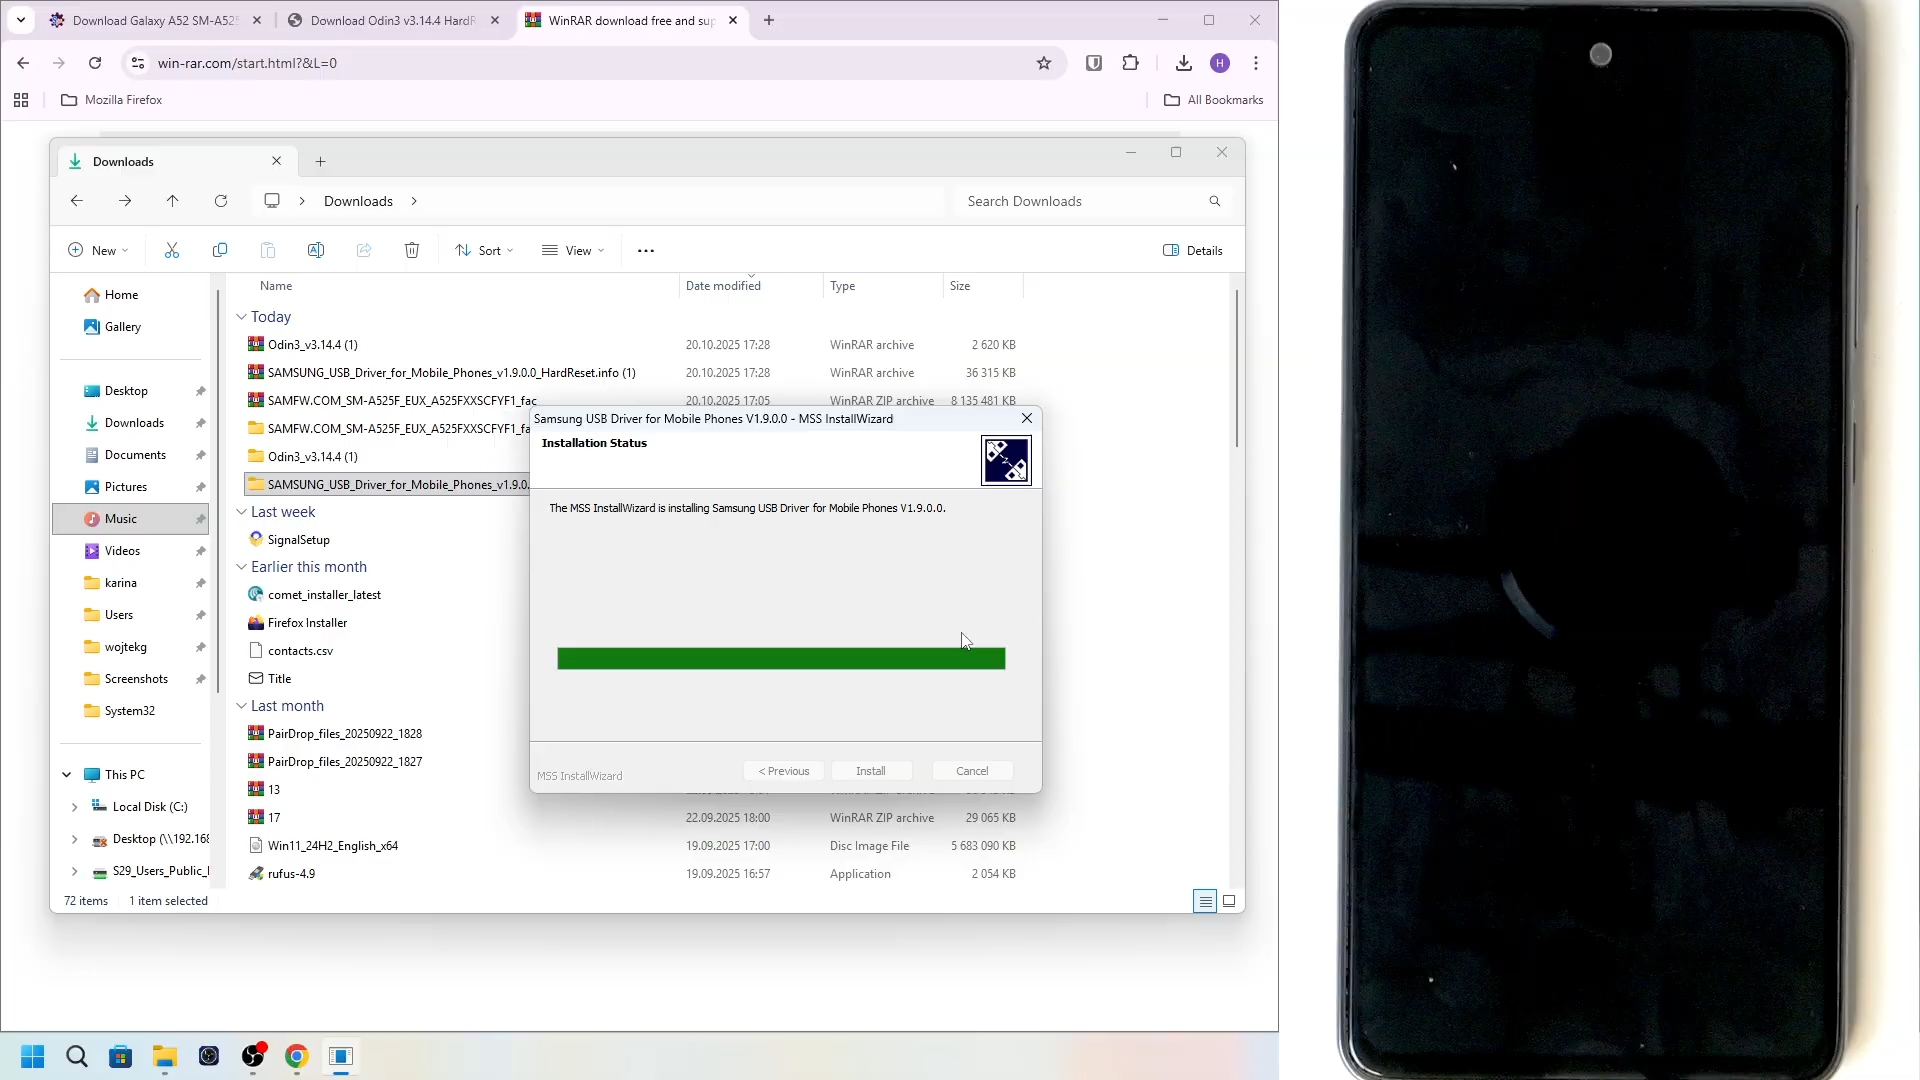 Download Galaxy A52 SM-A525
Download Odin3 v3.14.4 HardR
WinRAR download free and sup
win-rar.com/start.html?&L=0
H
Mozilla Firefox
All Bookmarks
Downloads
Downloads
Search Downloads
New
Sort
View
Details
Name
Date modified
Type
Size
Home
Gallery
Desktop
Downloads
Documents
Pictures
Music
Videos
karina
Users
wojtekg
Screenshots
System32
This PC
Local Disk (C:)
Desktop (\\192.168
S29_Users_Public_
Today
Odin3_v3.14.4 (1)
20.10.2025 17:28
WinRAR archive
2 620 KB
SAMSUNG_USB_Driver_for_Mobile_Phones_v1.9.0.0_HardReset.info (1)
20.10.2025 17:28
WinRAR archive
36 315 KB
SAMFW.COM_SM-A525F_EUX_A525FXXSCFYF1_fac
20.10.2025 17:05
WinRAR ZIP archive
8 135 481 KB
SAMFW.COM_SM-A525F_EUX_A525FXXSCFYF1_fa
Odin3_v3.14.4 (1)
SAMSUNG_USB_Driver_for_Mobile_Phones_v1.9.0.
Last week
SignalSetup
Earlier this month
comet_installer_latest
Firefox Installer
contacts.csv
Title
Last month
PairDrop_files_20250922_1828
PairDrop_files_20250922_1827
13
17
22.09.2025 18:00
WinRAR ZIP archive
29 065 KB
Win11_24H2_English_x64
19.09.2025 17:00
Disc Image File
5 683 090 KB
rufus-4.9
19.09.2025 16:57
Application
2 054 KB
72 items
1 item selected
Samsung USB Driver for Mobile Phones V1.9.0.0 - MSS InstallWizard
Installation Status
The MSS InstallWizard is installing Samsung USB Driver for Mobile Phones V1.9.0.0.
MSS InstallWizard
< Previous
Install
Cancel